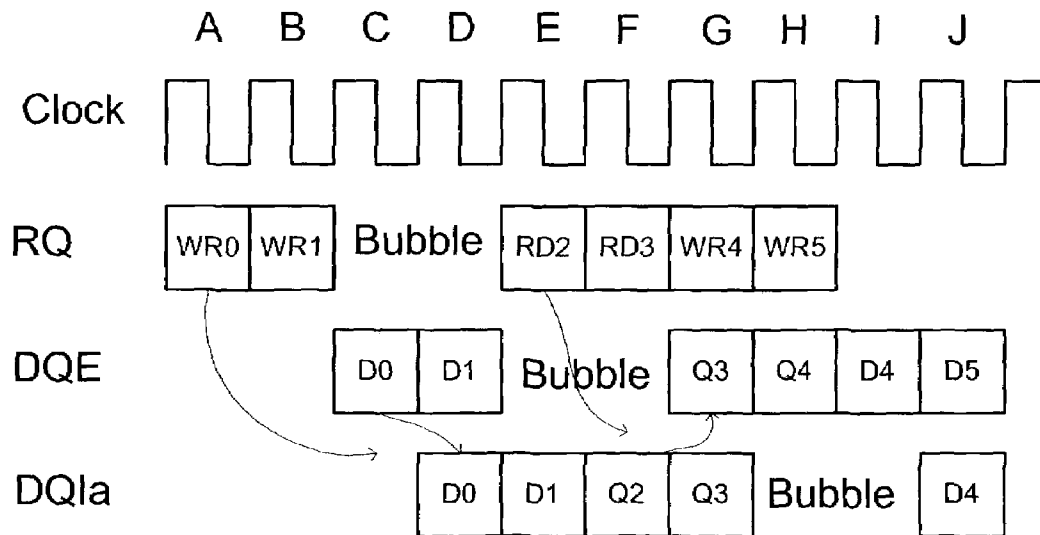 A B C D E F G H I J
Clock
RQ WR0 WR1 Bubble RD2 RD3 WR4 WR5
DQE D0 D1 Bubble Q3 Q4 D4 D5
DQIa D0 D1 Q2 Q3 Bubble D4